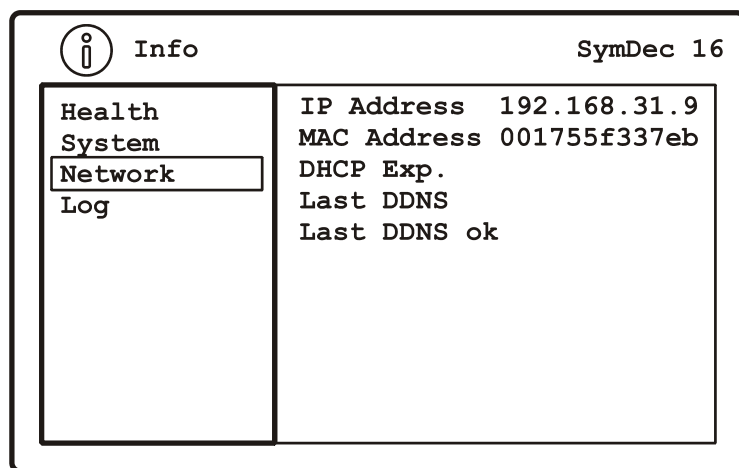 Info SymDec 16
Health
System
Network
Log
IP Address 192.168.31.9
MAC Address 001755f337eb
DHCP Exp.
Last DDNS
Last DDNS ok